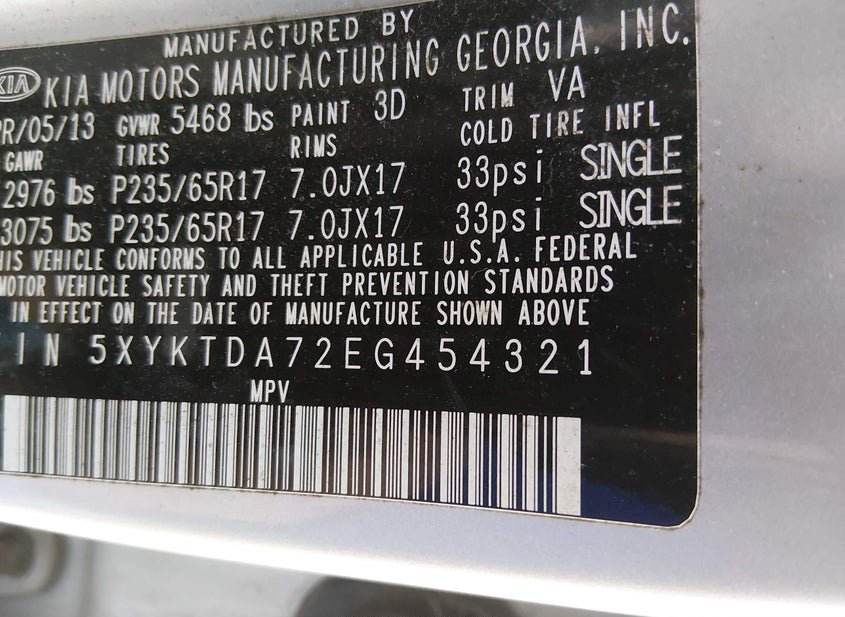 MANUFACTURED BY
KIA KIA MOTORS MANUFACTURING GEORGIA, INC.
PR/05/13 GVWR 5468 lbs PAINT 3D TRIM VA
GAWR TIRES RIMS COLD TIRE INFL
2976 lbs P235/65R17 7.0JX17 33psi SINGLE
3075 lbs P235/65R17 7.0JX17 33psi SINGLE
HIS VEHICLE CONFORMS TO ALL APPLICABLE U.S.A. FEDERAL
MOTOR VEHICLE SAFETY AND THEFT PREVENTION STANDARDS
IN EFFECT ON THE DATE OF MANUFACTURE SHOWN ABOVE
IN 5XYKTDA72EG454321
MPV